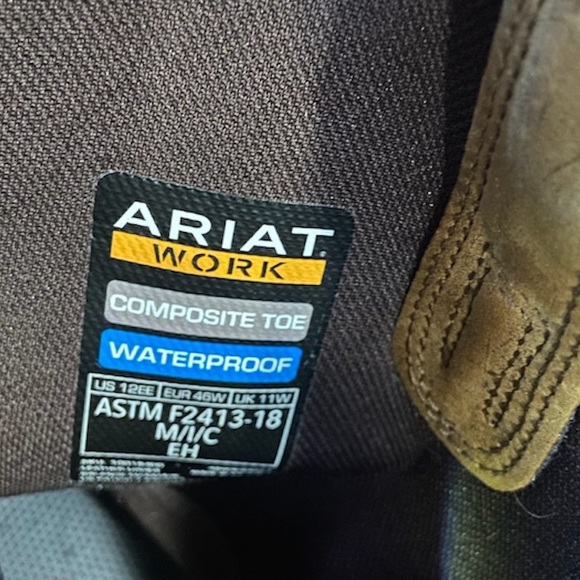 ARIAT
WORK
COMPOSITE TOE
WATERPROOF
US 12EE EUR 46W UK 11W
ASTM F2413-18
M/I/C
EH